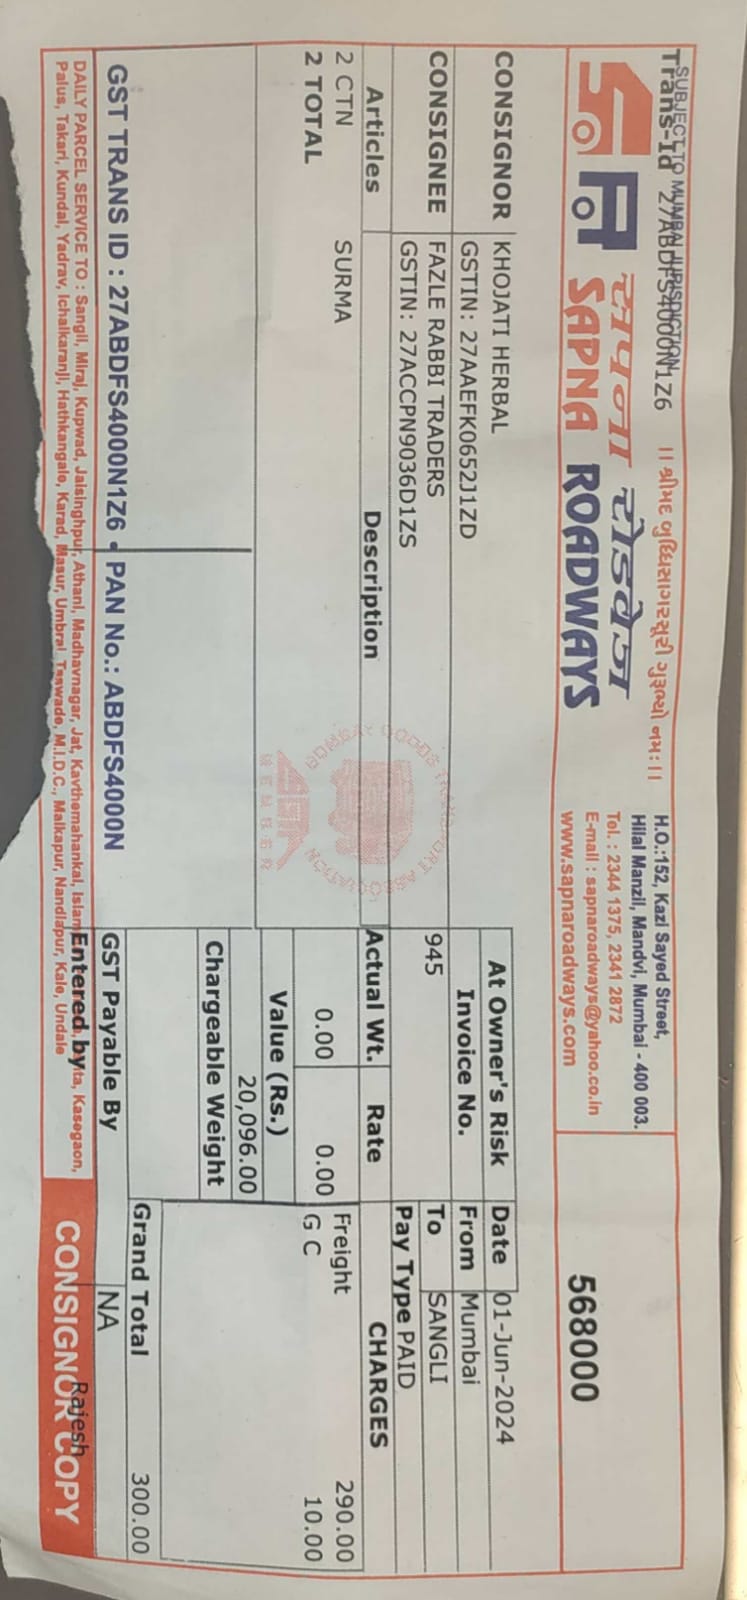 SUBJECT TO MUMBAI JURISDICTION
Trans-Id 27ABDFS4000N1Z6
।। શ્રીમદ બુધ્ધિસાગરસૂરી ગુરૂભ્યો નમઃ ।।
સપના રોડવેજ
SAPNA ROADWAYS
H.O.:152, Kazi Sayed Street,
Hilal Manzil, Mandvi, Mumbai - 400 003.
Tel. : 2344 1375, 2341 2872
E-mail : sapnaroadways@yahoo.co.in
www.sapnaroadways.com
568000
CONSIGNOR KHOJATI HERBAL
GSTIN: 27AAEFK0652J1ZD
CONSIGNEE FAZLE RABBI TRADERS
GSTIN: 27ACCPN9036D1ZS
At Owner's Risk
Invoice No.
945
Date 01-Jun-2024
From Mumbai
To SANGLI
Pay Type PAID
Articles Description Actual Wt. Rate CHARGES
2 CTN SURMA 0.00 0.00 Freight 290.00
2 TOTAL G C 10.00
Value (Rs.)
20,096.00
Chargeable Weight
BOMBAY GOODS TRANSPORT ASSOCIATION
Grand Total 300.00
GST TRANS ID : 27ABDFS4000N1Z6 • PAN No.: ABDFS4000N
GST Payable By NA
DAILY PARCEL SERVICE TO : Sangli, Miraj, Kupwad, Jaisinghpur, Athani, Madhavnagar, Jat, Kavthemahankal, Kasegaon,
Palus, Takari, Kundal, Yadrav, Ichalkaranji, Hathkangale, Karad, Masur, Umbraj, Taswade, M.I.D.C., Malkapur, Nandlapur, Kale, Undale
Entered by Rajesh
CONSIGNOR COPY